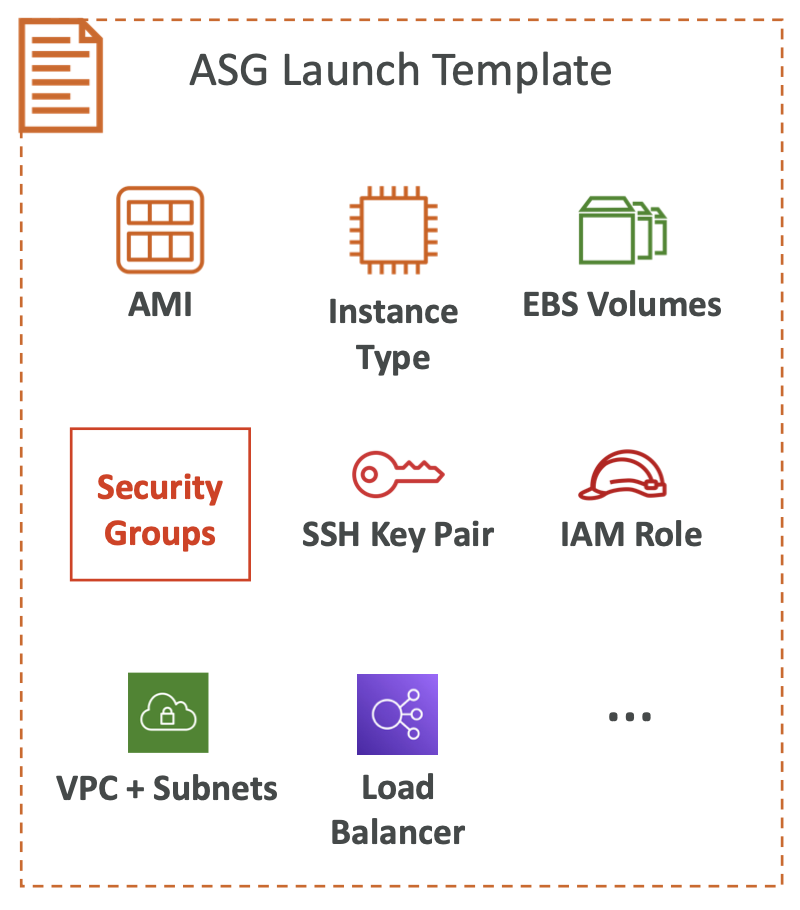 ASG Launch Template
AMI
Instance
Type
EBS Volumes
Security
Groups
SSH Key Pair
IAM Role
VPC + Subnets
Load
Balancer
...